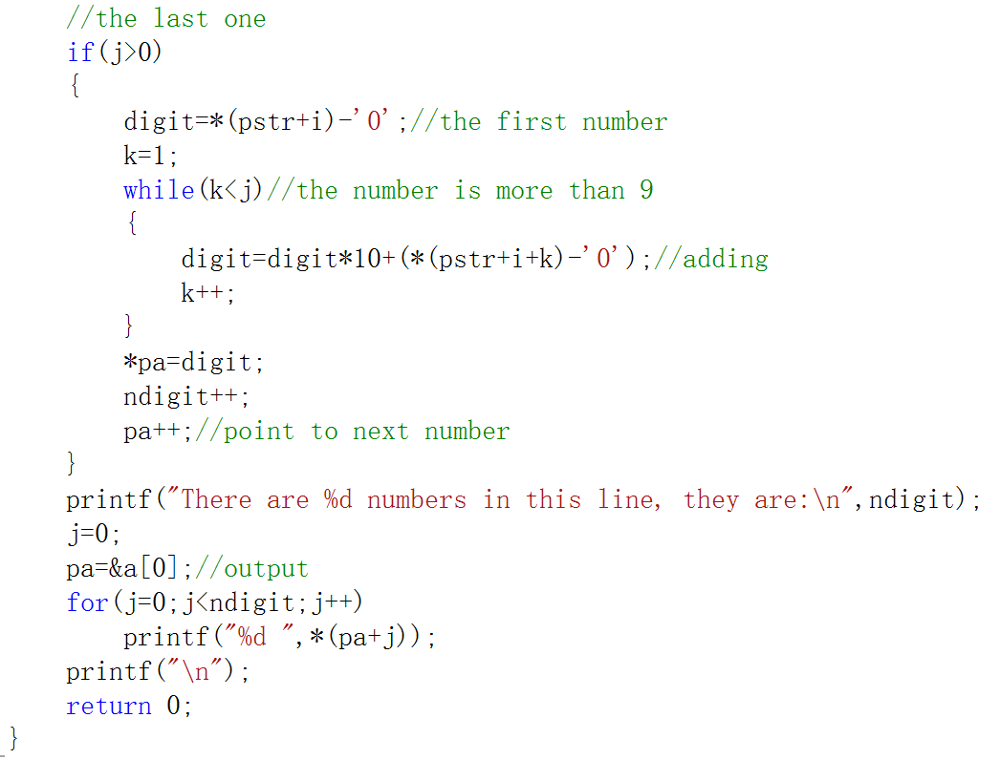 //the last one
if(j>0)
{
digit=*(pstr+i)-'0';//the first number
k=1;
while(k<j)//the number is more than 9
{
digit=digit*10+(*(pstr+i+k)-'0');//adding
k++;
}
*pa=digit;
ndigit++;
pa++;//point to next number
}
printf("There are %d numbers in this line, they are:\n",ndigit);
j=0;
pa=&a[0];//output
for(j=0;j<ndigit;j++)
printf("%d ",*(pa+j));
printf("\n");
return 0;
}